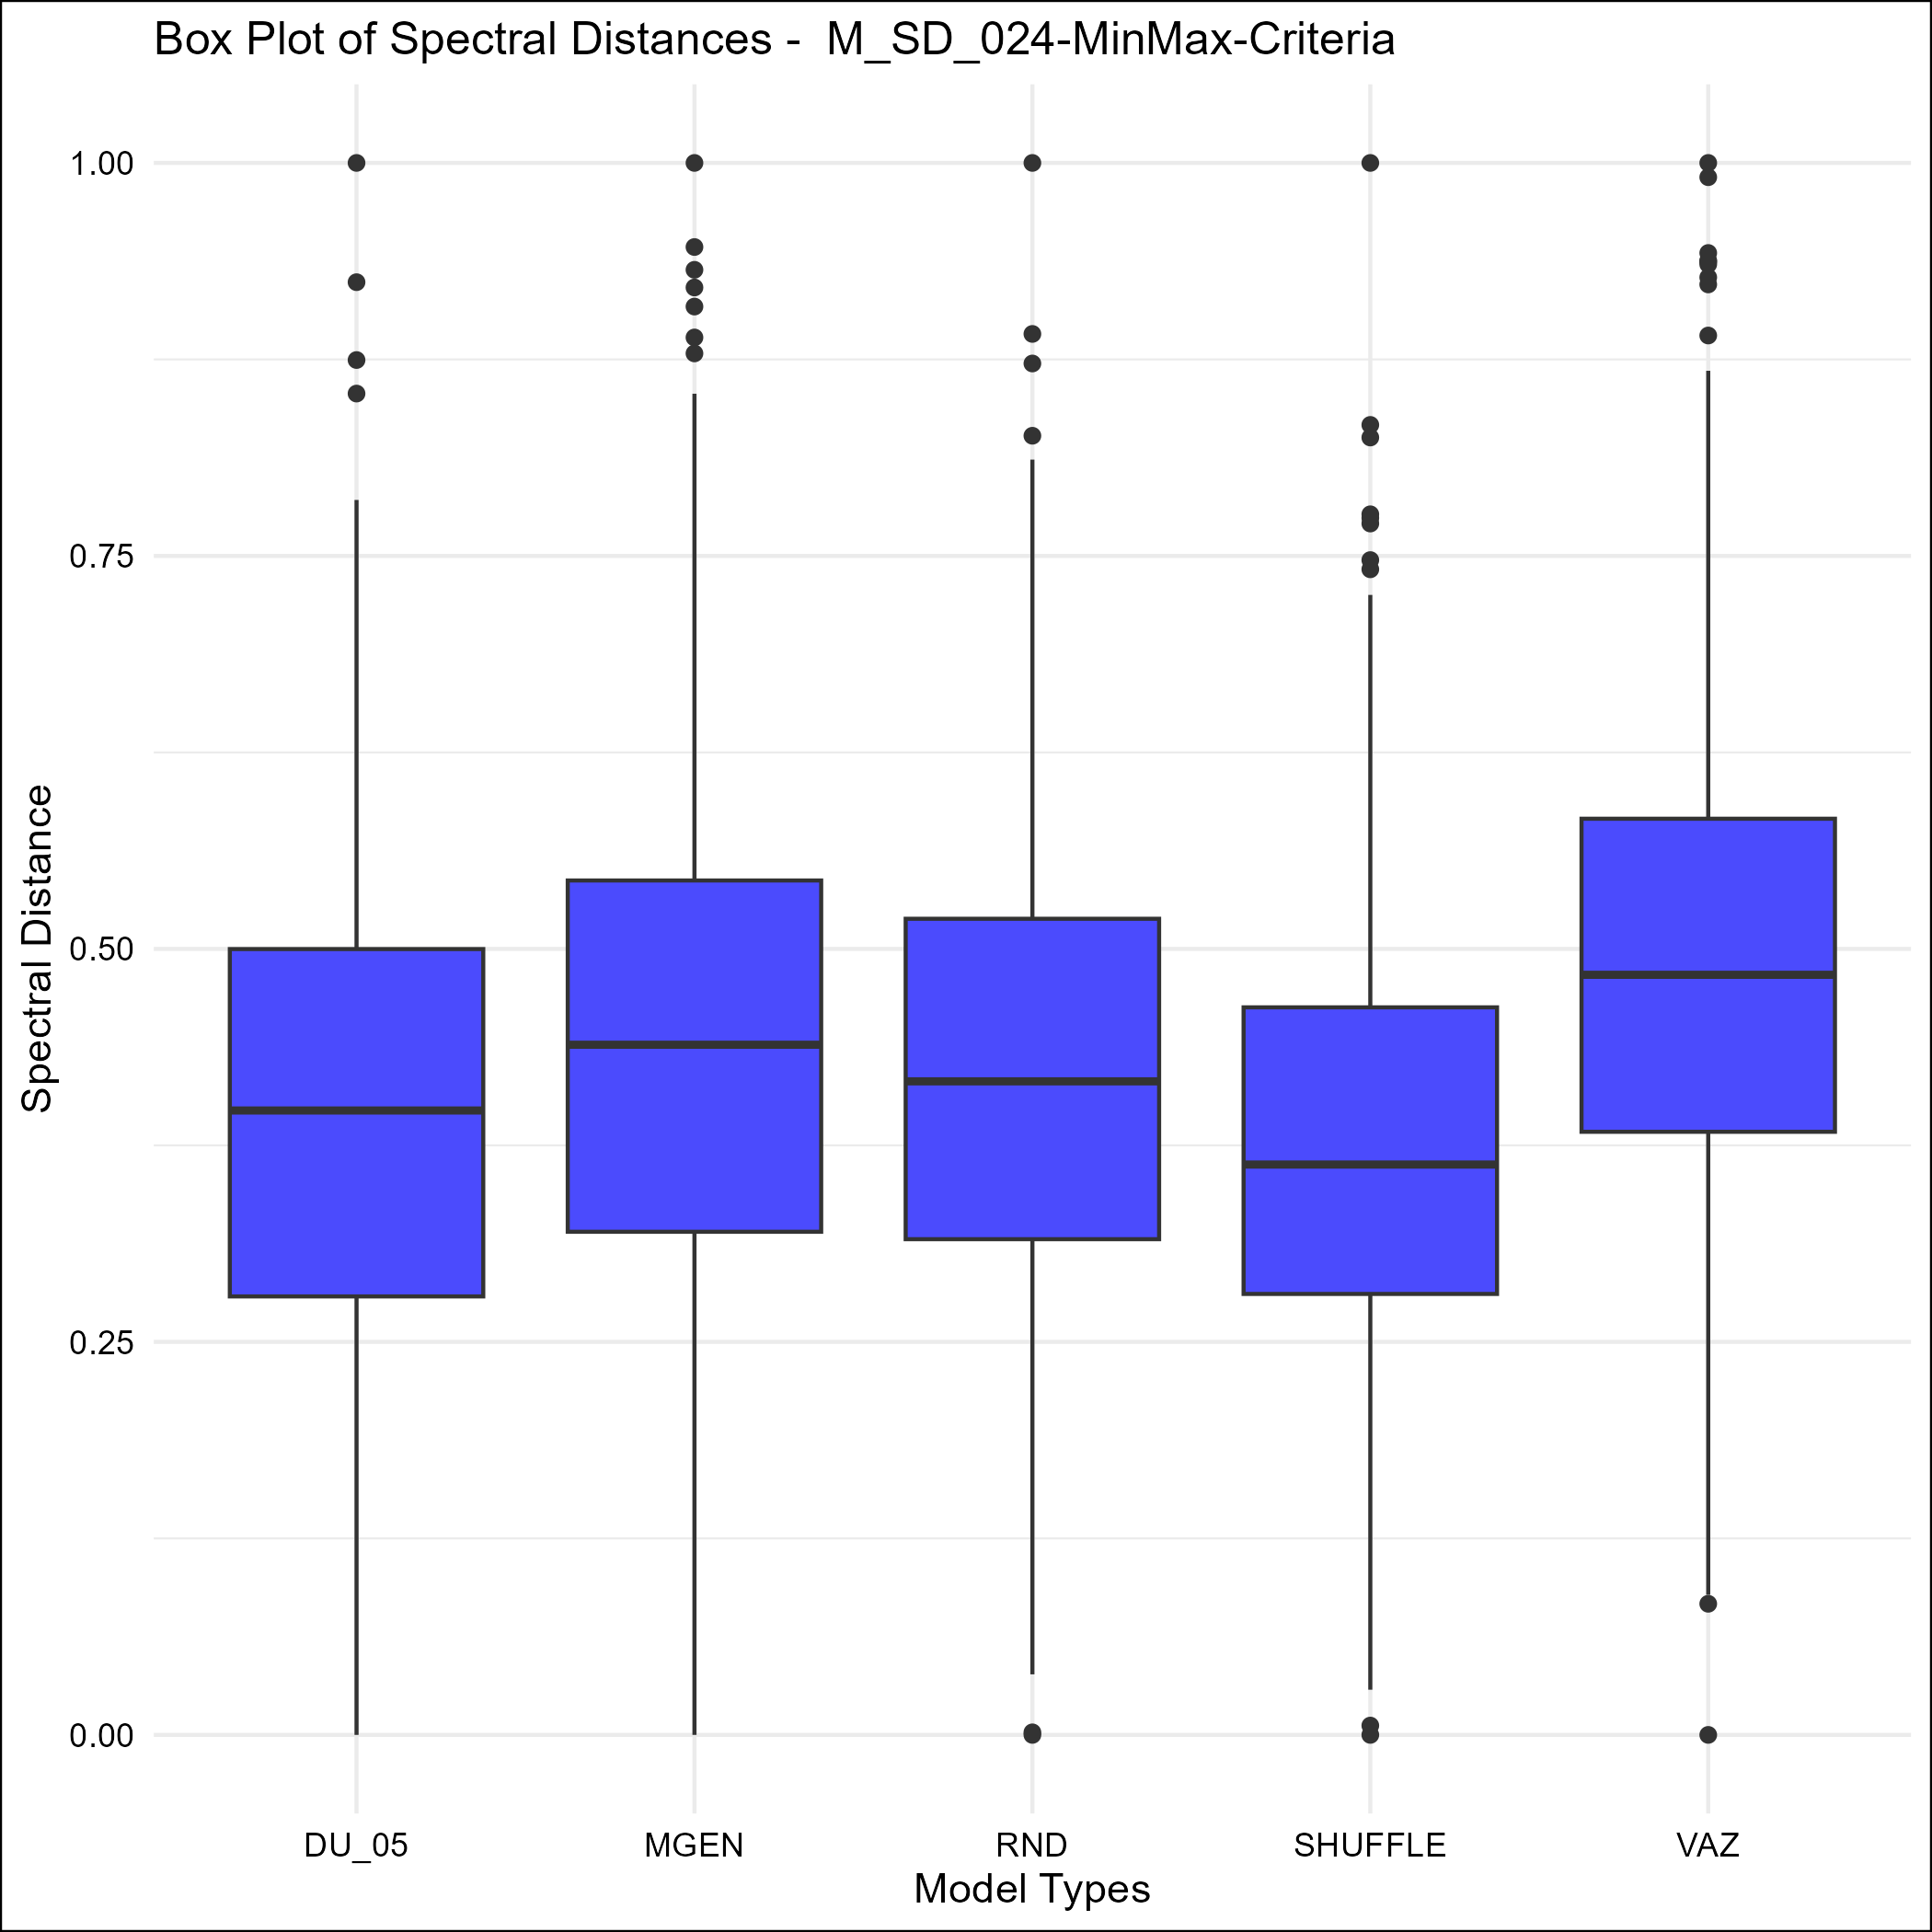 Box Plot of Spectral Distances -  M_SD_024-MinMax-Criteria
1.00
0.75
0.50
0.25
0.00
Spectral Distance
DU_05 MGEN RND SHUFFLE VAZ
Model Types